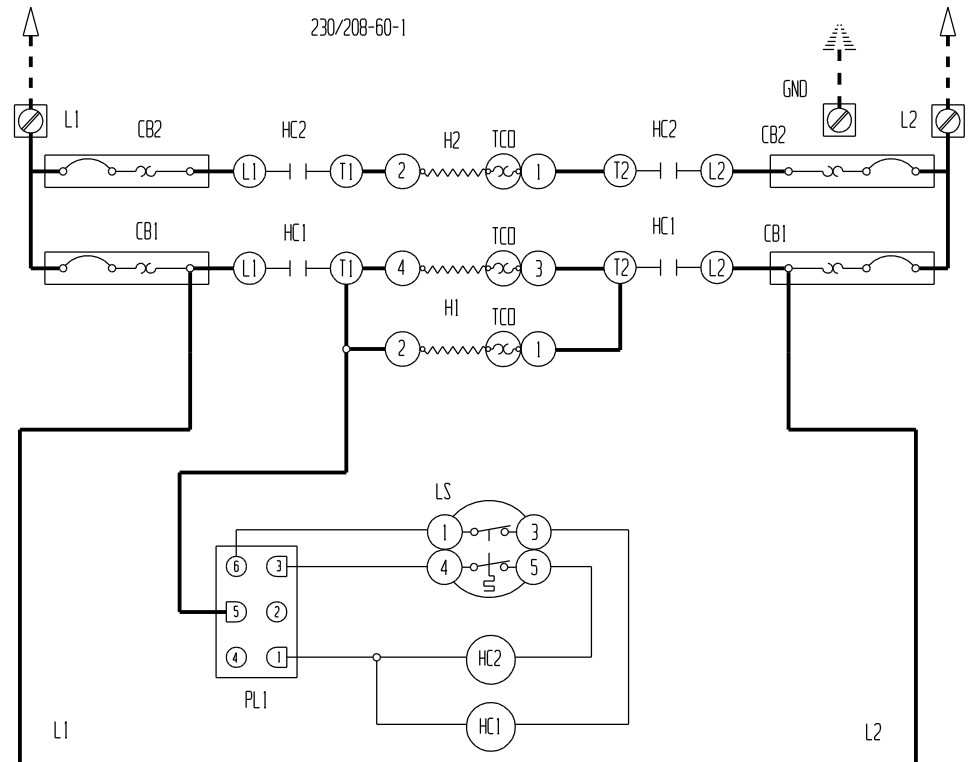 230/208-60-1
GND
L1
L2
CB2
HC2
H2
TCO
HC2
CB2
L1
T1
2
1
T2
L2
CB1
HC1
TCO
HC1
CB1
L1
T1
4
3
T2
L2
H1
TCO
2
1
LS
1
3
6
3
4
5
5
2
4
1
HC2
PL1
HC1
L1
L2